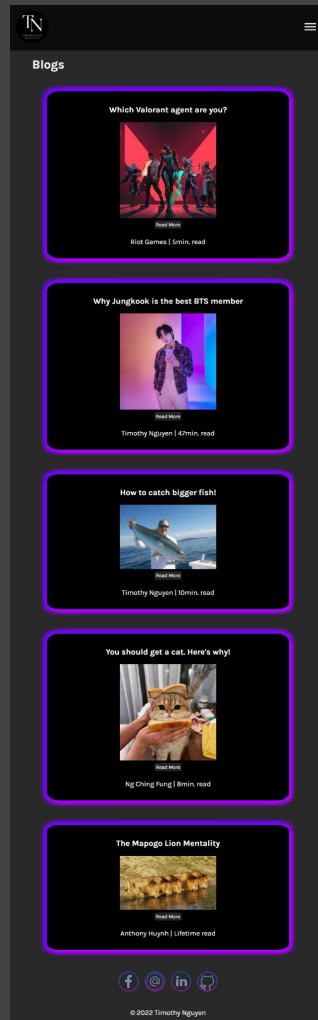 TN
Blogs
Which Valorant agent are you?
Read More
Riot Games | 5min. read
Why Jungkook is the best BTS member
Read More
Timothy Nguyen | 47min. read
How to catch bigger fish!
Read More
Timothy Nguyen | 10min. read
You should get a cat. Here's why!
Read More
Ng Ching Fung | 8min. read
The Mapogo Lion Mentality
Read More
Anthony Huynh | Lifetime read
© 2022 Timothy Nguyen